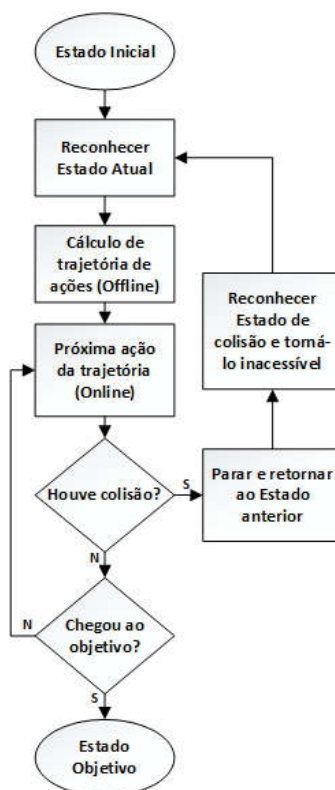 Estado Inicial
Reconhecer
Estado Atual
Cálculo de
trajetória de
ações (Offline)
Próxima ação
da trajetória
(Online)
Houve colisão?
S
N
Chegou ao
objetivo?
N
S
Estado
Objetivo
Parar e retornar
ao Estado
anterior
Reconhecer
Estado de
colisão e torná-
lo inacessível